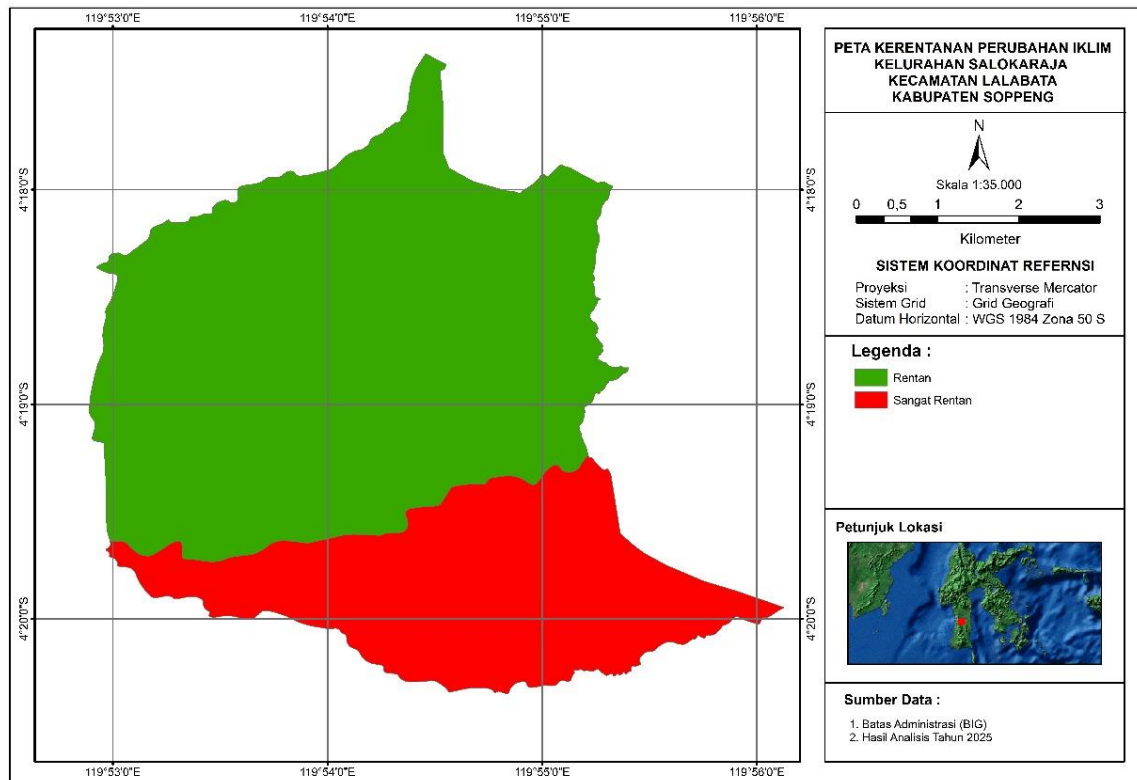 119°53'0"E 119°54'0"E 119°55'0"E 119°56'0"E
4°18'0"S 4°18'0"S
4°19'0"S 4°19'0"S
4°20'0"S 4°20'0"S
119°53'0"E 119°54'0"E 119°55'0"E 119°56'0"E
PETA KERENTANAN PERUBAHAN IKLIM
KELURAHAN SALOKARAJA
KECAMATAN LALABATA
KABUPATEN SOPPENG
N
Skala 1:35.000
0 0,5 1 2 3
Kilometer
SISTEM KOORDINAT REFERNSI
Proyeksi : Transverse Mercator
Sistem Grid : Grid Geografi
Datum Horizontal : WGS 1984 Zona 50 S
Legenda :
Rentan
Sangat Rentan
Petunjuk Lokasi
Sumber Data :
1. Batas Administrasi (BIG)
2. Hasil Analisis Tahun 2025